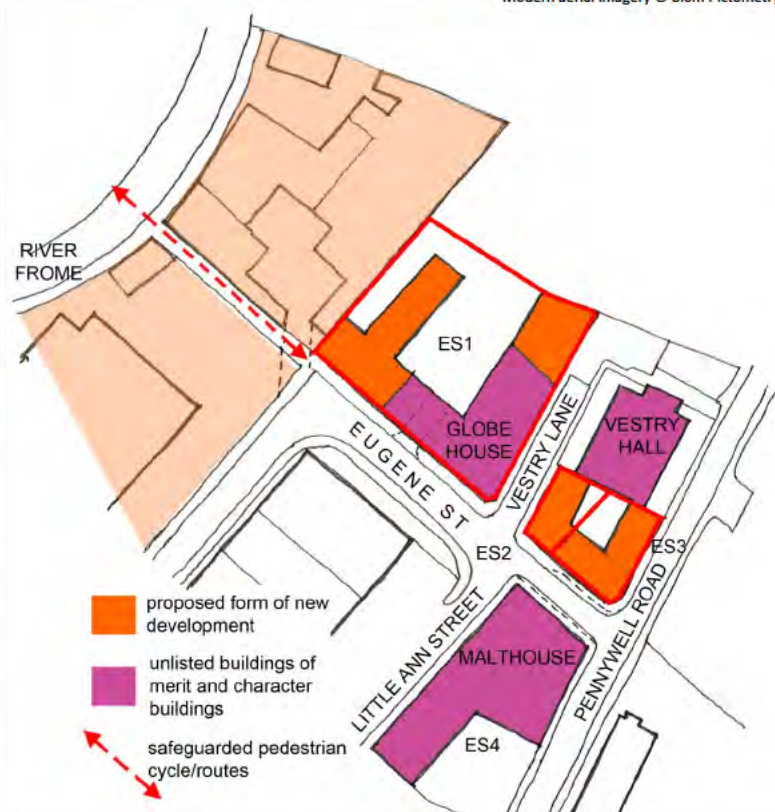 RIVER
FROME
ES1
GLOBE
HOUSE
VESTRY LANE
VESTRY
HALL
EUGENE ST
ES2
ES3
LITTLE ANN STREET
MALTHOUSE
PENNYWELL ROAD
ES4
proposed form of new
development
unlisted buildings of
merit and character
buildings
safeguarded pedestrian
cycle/routes